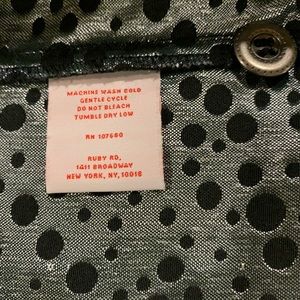 MACHINE WASH COLD
GENTLE CYCLE
DO NOT BLEACH
TUMBLE DRY LOW
RN 107660
RUBY RD.
1411 BROADWAY
NEW YORK, NY, 10018